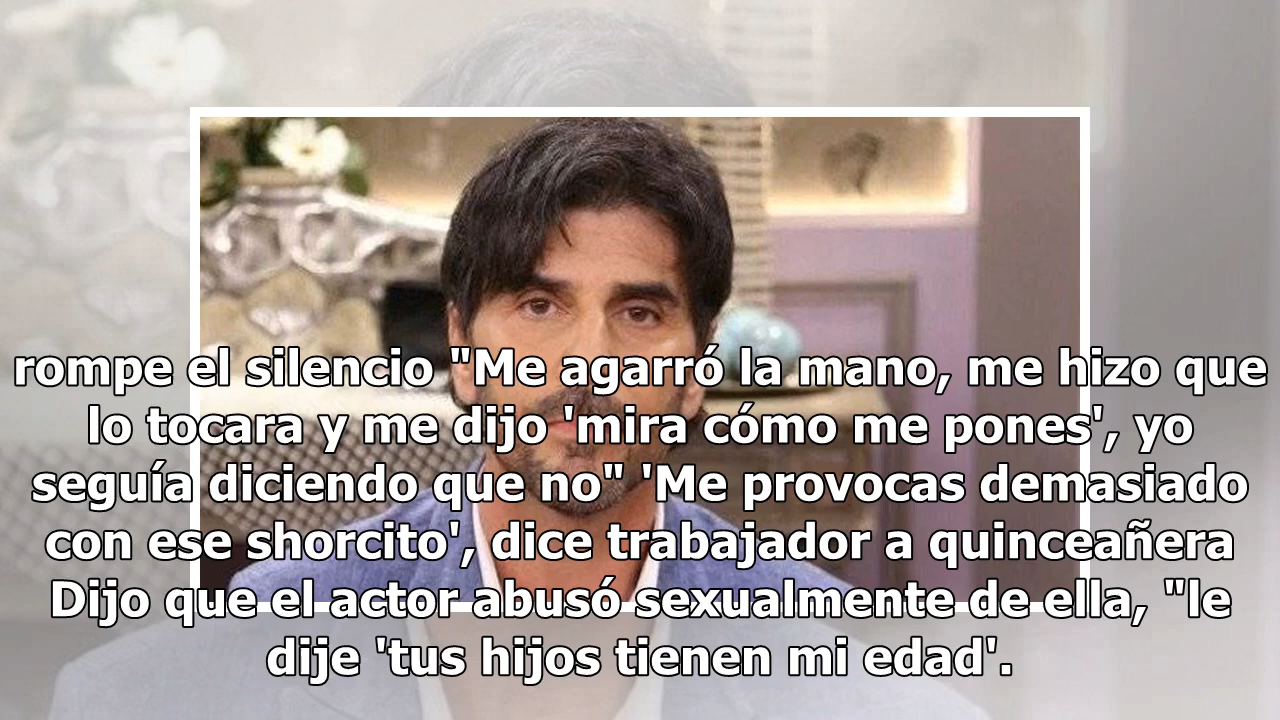 rompe el silencio "Me agarró la mano, me hizo que
lo tocara y me dijo 'mira cómo me pones', yo
seguía diciendo que no" 'Me provocas demasiado
con ese shorcito', dice trabajador a quinceañera
Dijo que el actor abusó sexualmente de ella, "le
dije 'tus hijos tienen mi edad'.